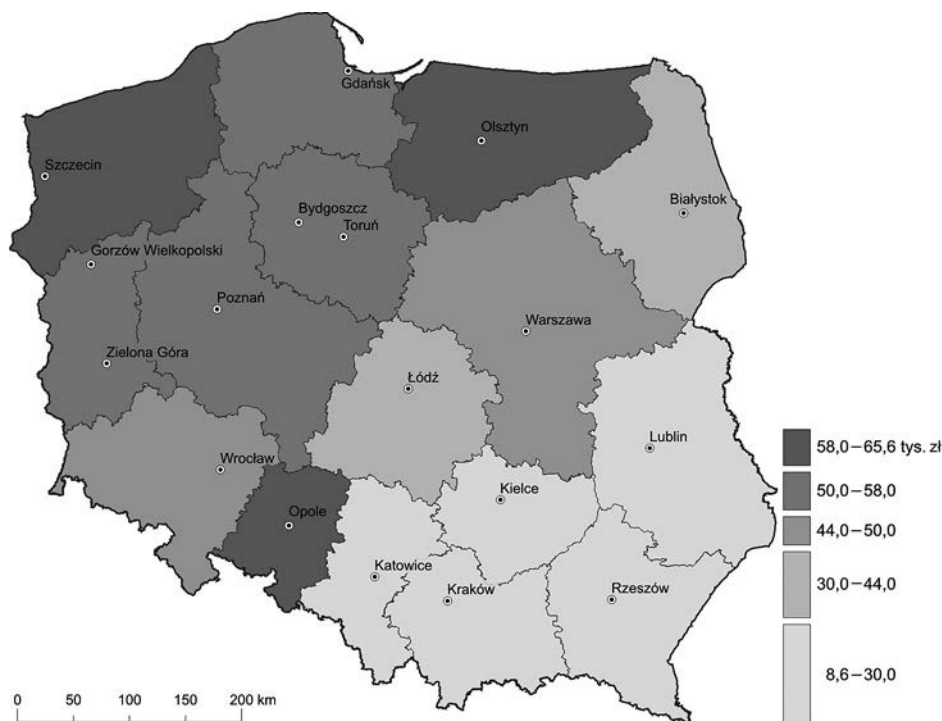 Gdańsk
Olsztyn
Szczecin
Białystok
Bydgoszcz
Toruń
Gorzów Wielkopolski
Poznań
Warszawa
Zielona Góra
Łódź
Lublin
Wrocław
Kielce
Opole
Katowice
Kraków
Rzeszów
58,0–65,6 tys. zł
50,0–58,0
44,0–50,0
30,0–44,0
8,6–30,0
0 50 100 150 200 km